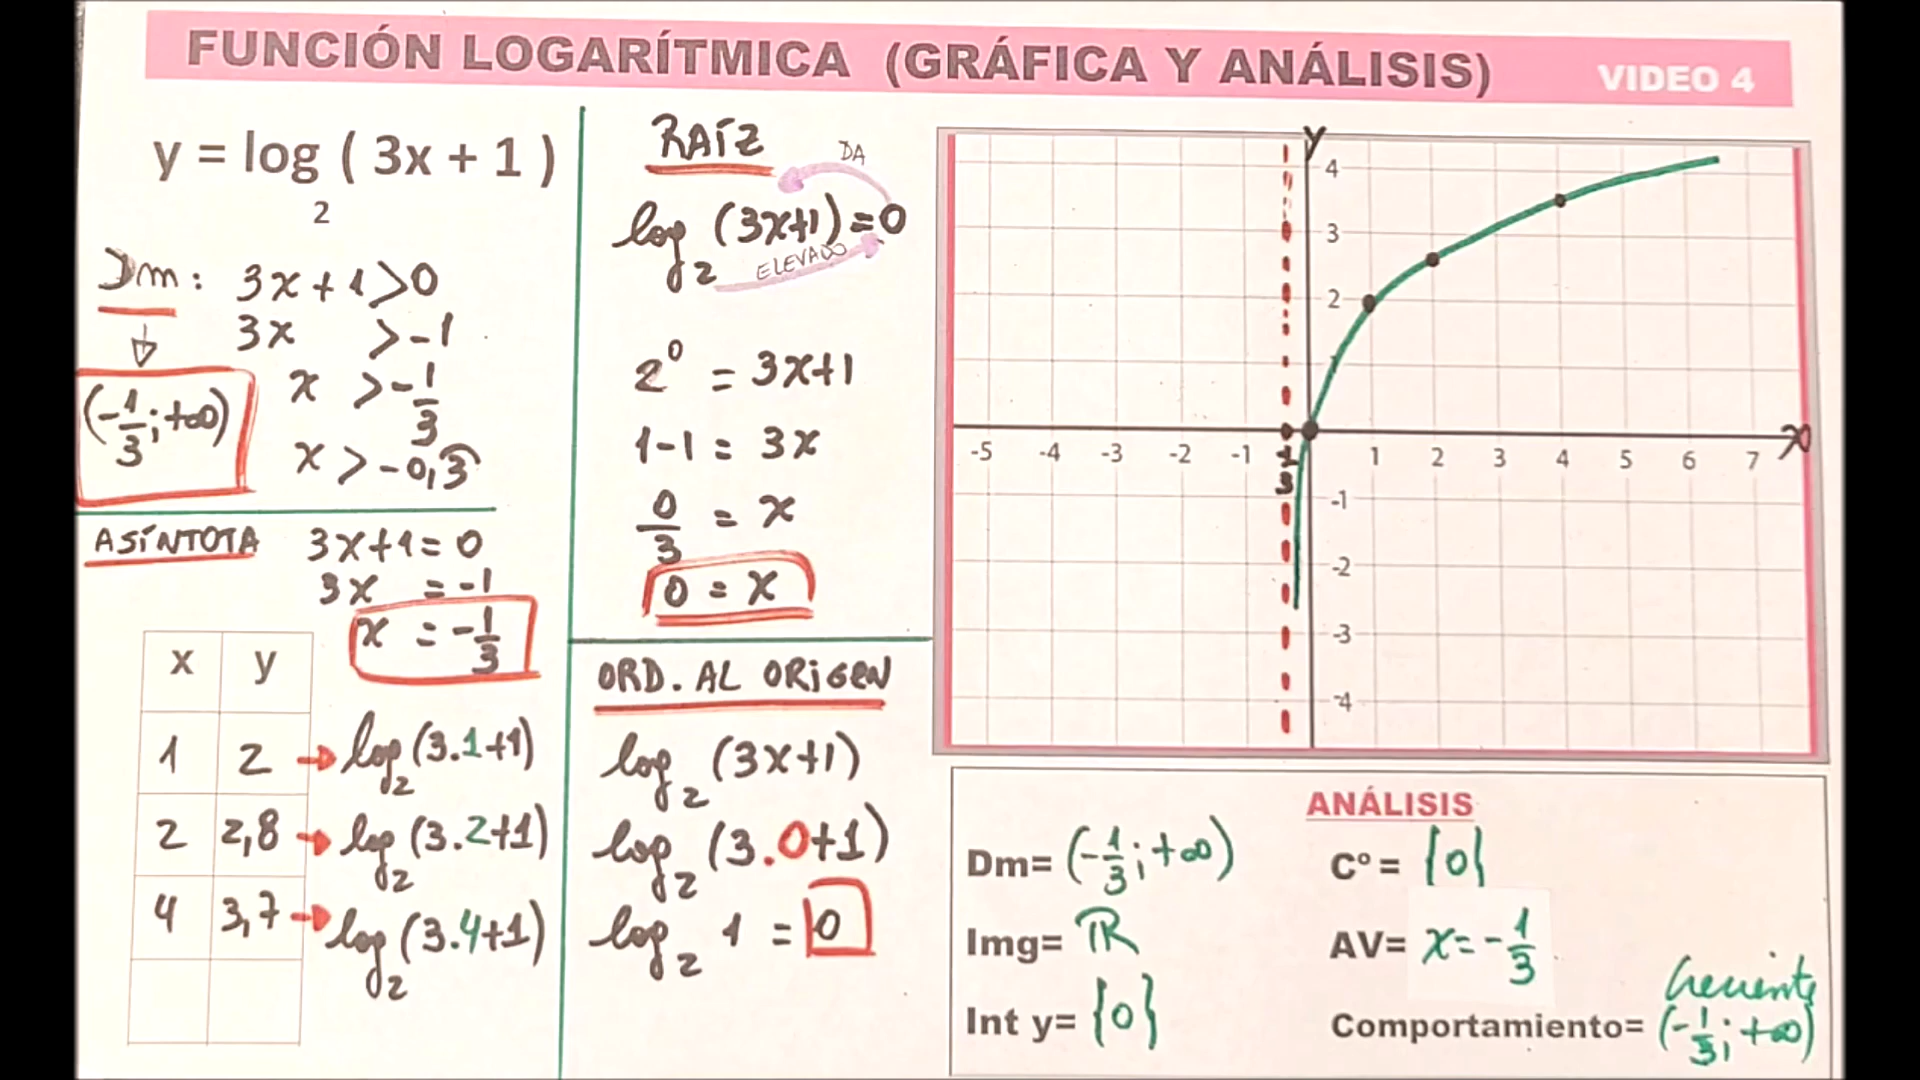 FUNCIÓN LOGARÍTMICA (GRÁFICA Y ANÁLISIS) VIDEO 4
y = log ( 3x + 1 )
2
Dm: 3x+1>0
3x >-1
x >-1/3
x >-0,3
(-1/3;+∞)
ASÍNTOTA 3x+1=0
3x =-1
x = -1/3
x y
1 2 → log₂(3.1+1)
2 2,8 → log₂(3.2+1)
4 3,7 → log₂(3.4+1)
RAÍZ
DA
log₂(3x+1)=0
ELEVADO
2⁰ = 3x+1
1-1 = 3x
0/3 = x
0 = x
ORD. AL ORIGEN
log₂(3x+1)
log₂(3.0+1)
log₂ 1 = 0
y
4
3
2
-5 -4 -3 -2 -1 1/3 1 2 3 4 5 6 7 x
-1
-2
-3
-4
ANÁLISIS
Dm= (-1/3;+∞) C°= {0}
Img= ℝ AV= x=-1/3
Int y= {0} Comportamiento= Creciente (-1/3;+∞)